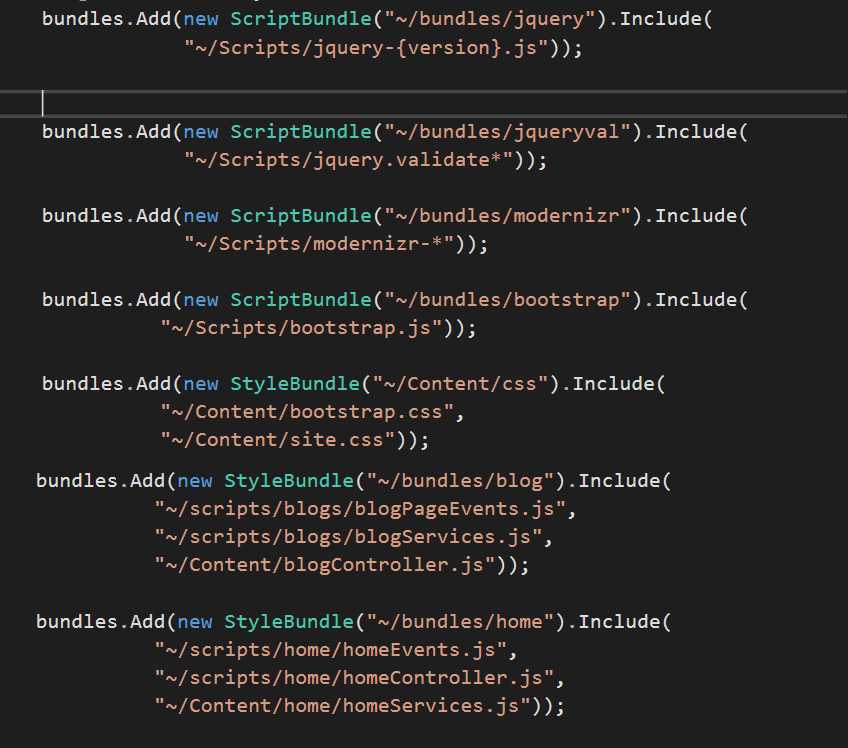 bundles.Add(new ScriptBundle("~/bundles/jquery").Include(
"~/Scripts/jquery-{version}.js"));
bundles.Add(new ScriptBundle("~/bundles/jqueryval").Include(
"~/Scripts/jquery.validate*"));
bundles.Add(new ScriptBundle("~/bundles/modernizr").Include(
"~/Scripts/modernizr-*"));
bundles.Add(new ScriptBundle("~/bundles/bootstrap").Include(
"~/Scripts/bootstrap.js"));
bundles.Add(new StyleBundle("~/Content/css").Include(
"~/Content/bootstrap.css",
"~/Content/site.css"));
bundles.Add(new StyleBundle("~/bundles/blog").Include(
"~/scripts/blogs/blogPageEvents.js",
"~/scripts/blogs/blogServices.js",
"~/Content/blogController.js"));
bundles.Add(new StyleBundle("~/bundles/home").Include(
"~/scripts/home/homeEvents.js",
"~/scripts/home/homeController.js",
"~/Content/home/homeServices.js"));